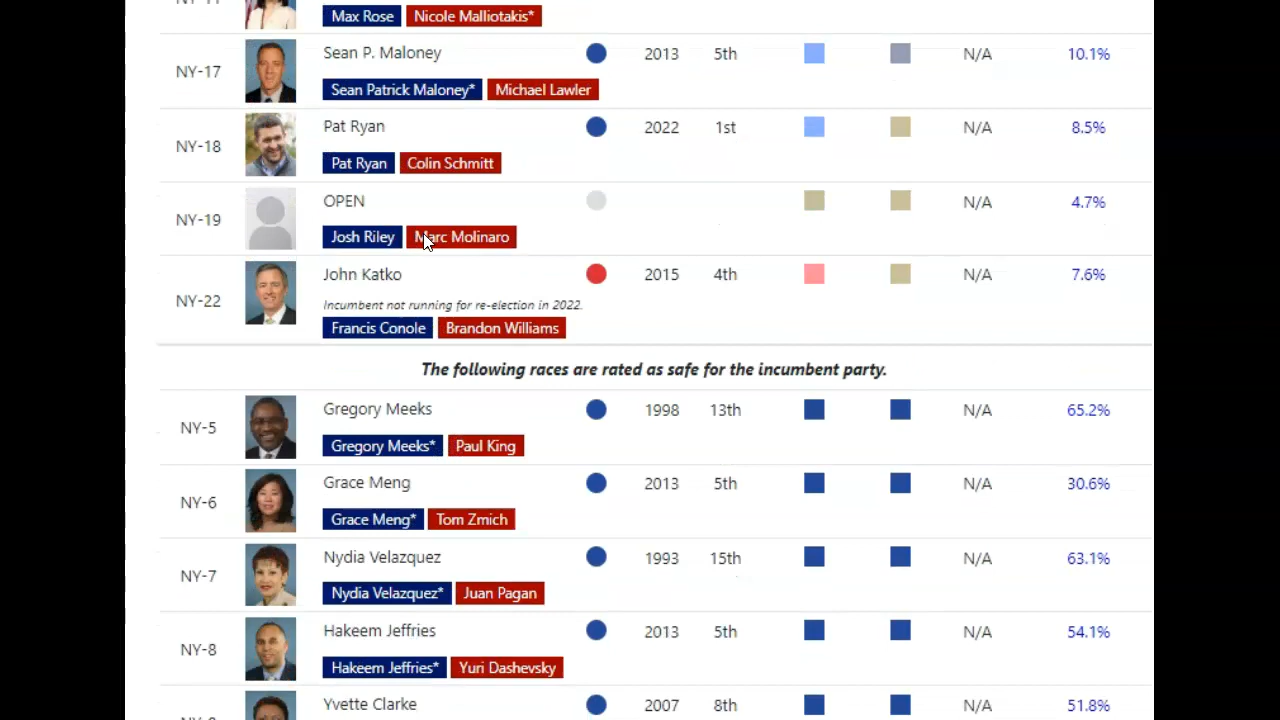 Max Rose Nicole Malliotakis*
Sean P. Maloney 2013 5th N/A 10.1%
NY-17
Sean Patrick Maloney* Michael Lawler
Pat Ryan 2022 1st N/A 8.5%
NY-18
Pat Ryan Colin Schmitt
OPEN N/A 4.7%
NY-19
Josh Riley Marc Molinaro
John Katko 2015 4th N/A 7.6%
NY-22
Incumbent not running for re-election in 2022.
Francis Conole Brandon Williams
The following races are rated as safe for the incumbent party.
Gregory Meeks 1998 13th N/A 65.2%
NY-5
Gregory Meeks* Paul King
Grace Meng 2013 5th N/A 30.6%
NY-6
Grace Meng* Tom Zmich
Nydia Velazquez 1993 15th N/A 63.1%
NY-7
Nydia Velazquez* Juan Pagan
Hakeem Jeffries 2013 5th N/A 54.1%
NY-8
Hakeem Jeffries* Yuri Dashevsky
Yvette Clarke 2007 8th N/A 51.8%